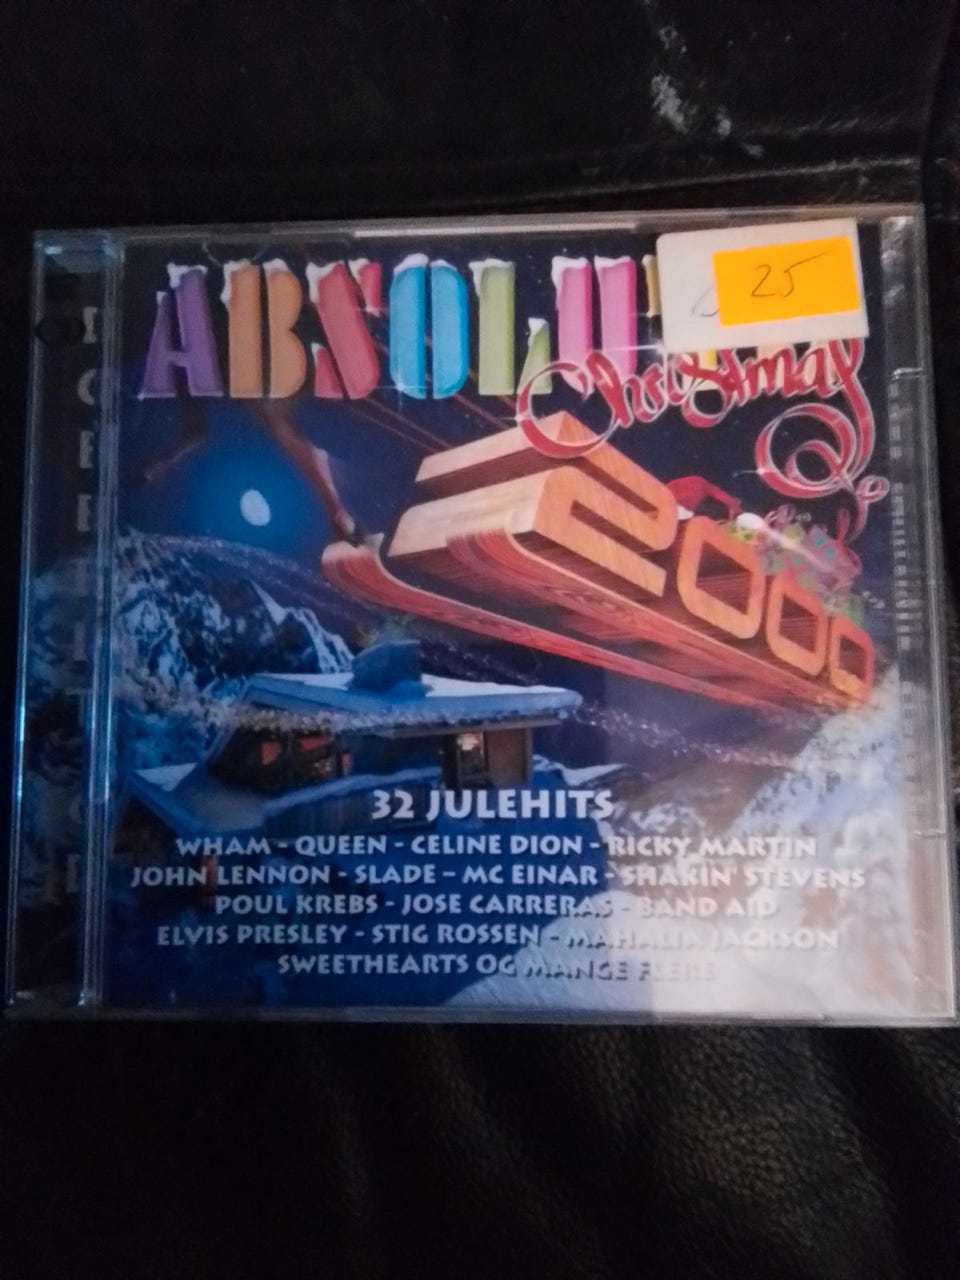 ABSOLU
25
Christmas
2000
32 JULEHITS
WHAM - QUEEN - CELINE DION - RICKY MARTIN
JOHN LENNON - SLADE - MC EINAR - SHAKIN' STEVENS
POUL KREBS - JOSE CARRERAS - BAND AID
ELVIS PRESLEY - STIG ROSSEN - MAHALIA JACKSON
SWEETHEARTS OG MANGE FLERE